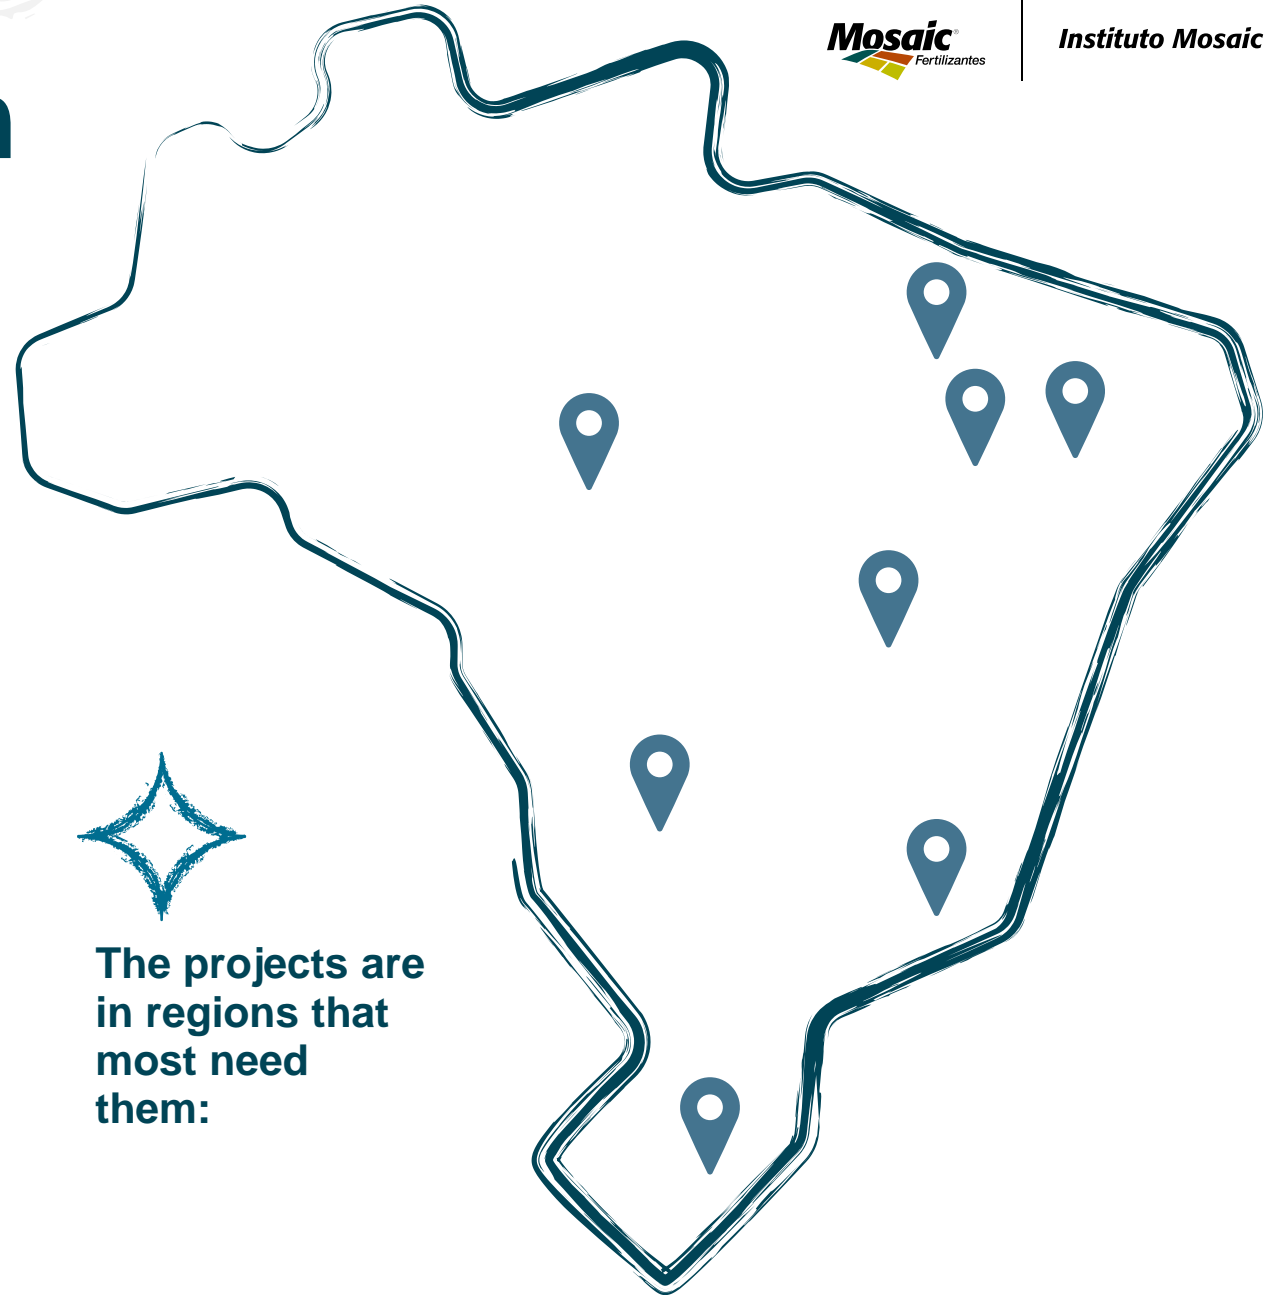 Mosaic®
Fertilizantes
Instituto Mosaic
The projects are
in regions that
most need
them: